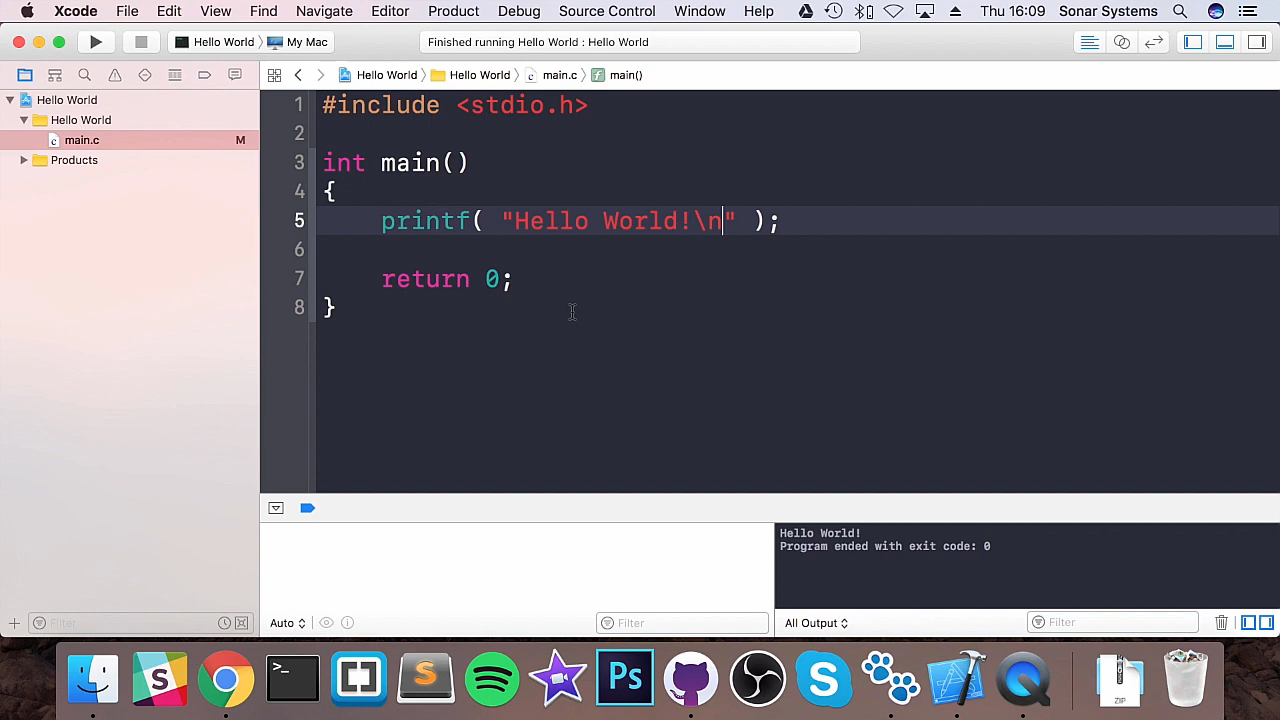 Xcode File Edit View Find Navigate Editor Product Debug Source Control Window Help Thu 16:09 Sonar Systems
Hello World My Mac Finished running Hello World : Hello World
Hello World Hello World main.c main()
Hello World
Hello World
main.c M
Products
1 #include <stdio.h>
2
3 int main()
4 {
5 printf( "Hello World!\n" );
6
7 return 0;
8 }
Hello World!
Program ended with exit code: 0
Filter Auto Filter All Output Filter
S S Ps S ZIP